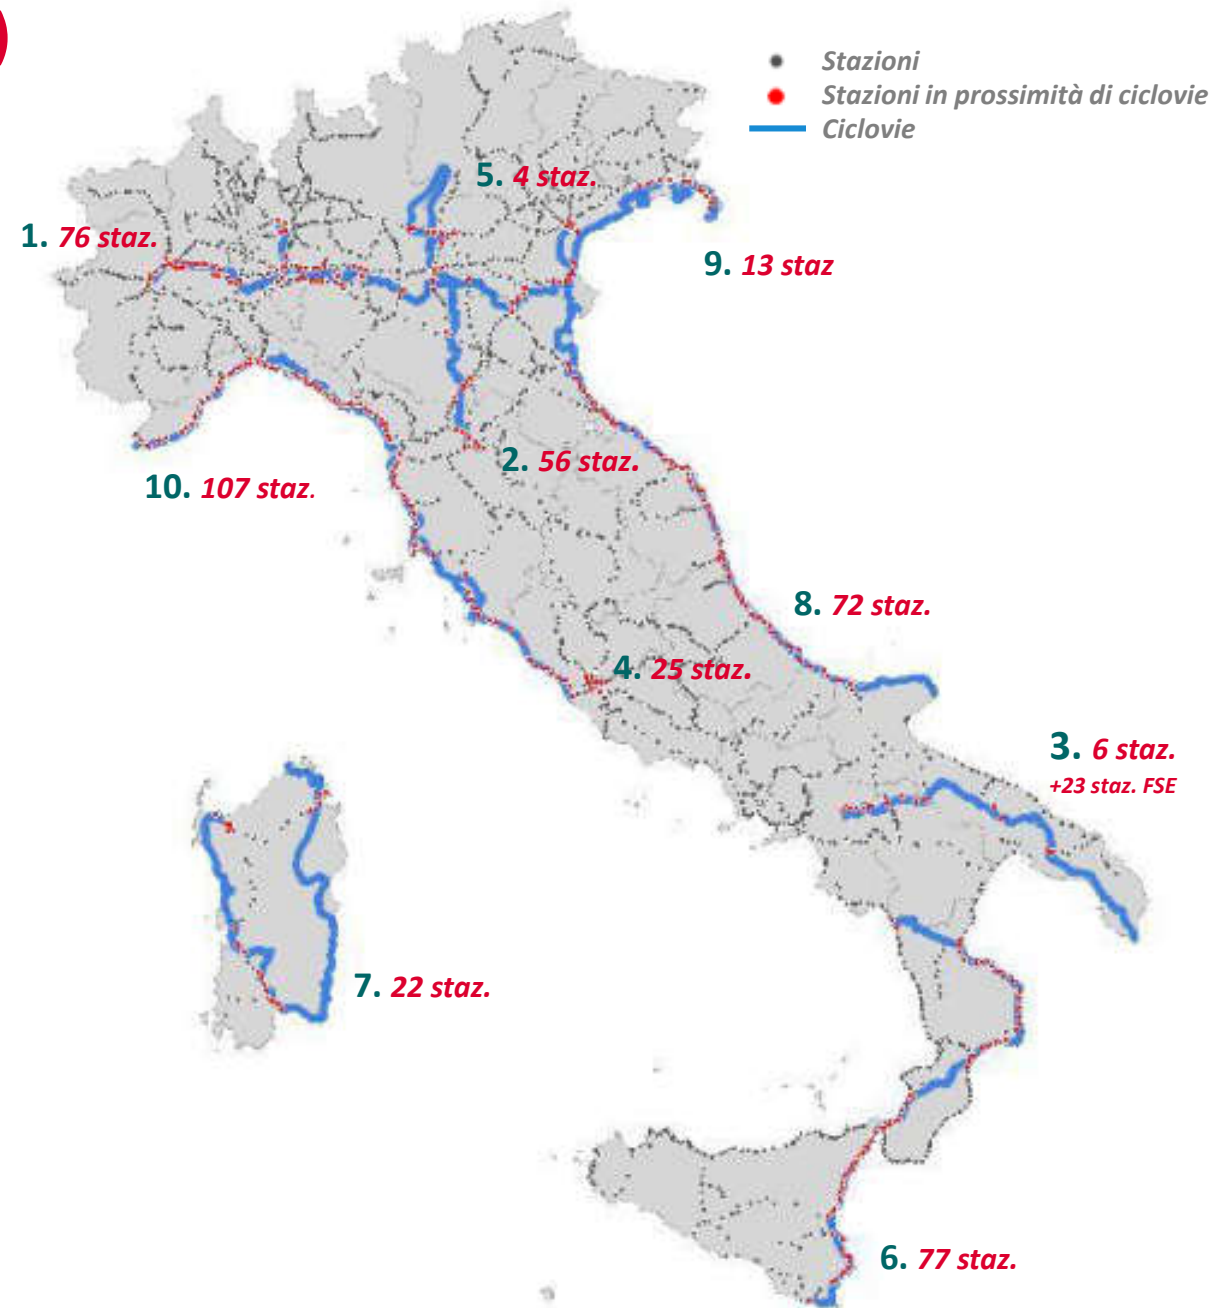 Stazioni
Stazioni in prossimità di ciclovie
Ciclovie
5. 4 staz.
1. 76 staz.
9. 13 staz
2. 56 staz.
10. 107 staz.
8. 72 staz.
4. 25 staz.
3. 6 staz.
+23 staz. FSE
7. 22 staz.
6. 77 staz.